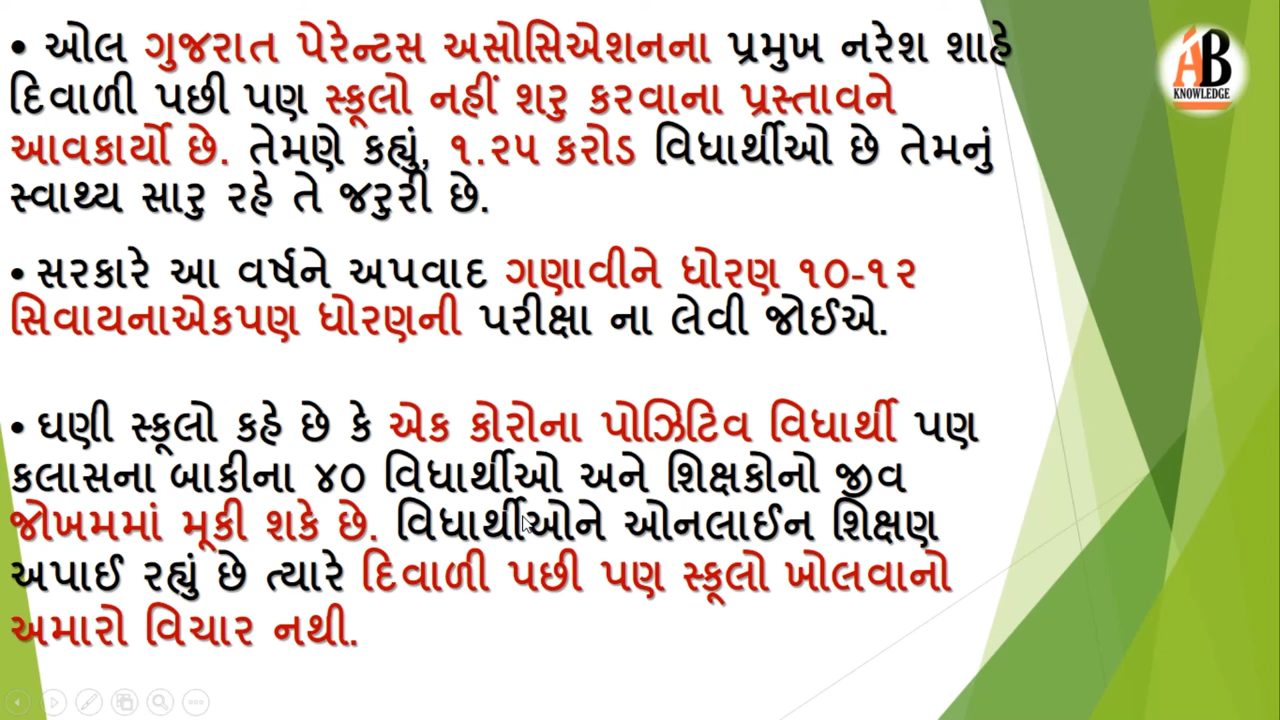 • ઓલ ગુજરાત પેરેન્ટસ અસોસિએશનના પ્રમુખ નરેશ શાહે
દિવાળી પછી પણ સ્કૂલો નહીં શરુ કરવાના પ્રસ્તાવને
આવકાર્યો છે. તેમણે કહ્યું, ૧.૨૫ કરોડ વિધાર્થીઓ છે તેમનું
સ્વાથ્ય સારુ રહે તે જરુરી છે.
• સરકારે આ વર્ષને અપવાદ ગણાવીને ધોરણ ૧૦-૧૨
સિવાયનાએકપણ ધોરણની પરીક્ષા ના લેવી જોઈએ.
• ઘણી સ્કૂલો કહે છે કે એક કોરોના પોઝિટિવ વિધાર્થી પણ
કલાસના બાકીના ૪૦ વિધાર્થીઓ અને શિક્ષકોનો જીવ
જોખમમાં મૂકી શકે છે. વિધાર્થીઓને ઓનલાઈન શિક્ષણ
અપાઈ રહ્યું છે ત્યારે દિવાળી પછી પણ સ્કૂલો ખોલવાનો
અમારો વિચાર નથી.
AB
KNOWLEDGE